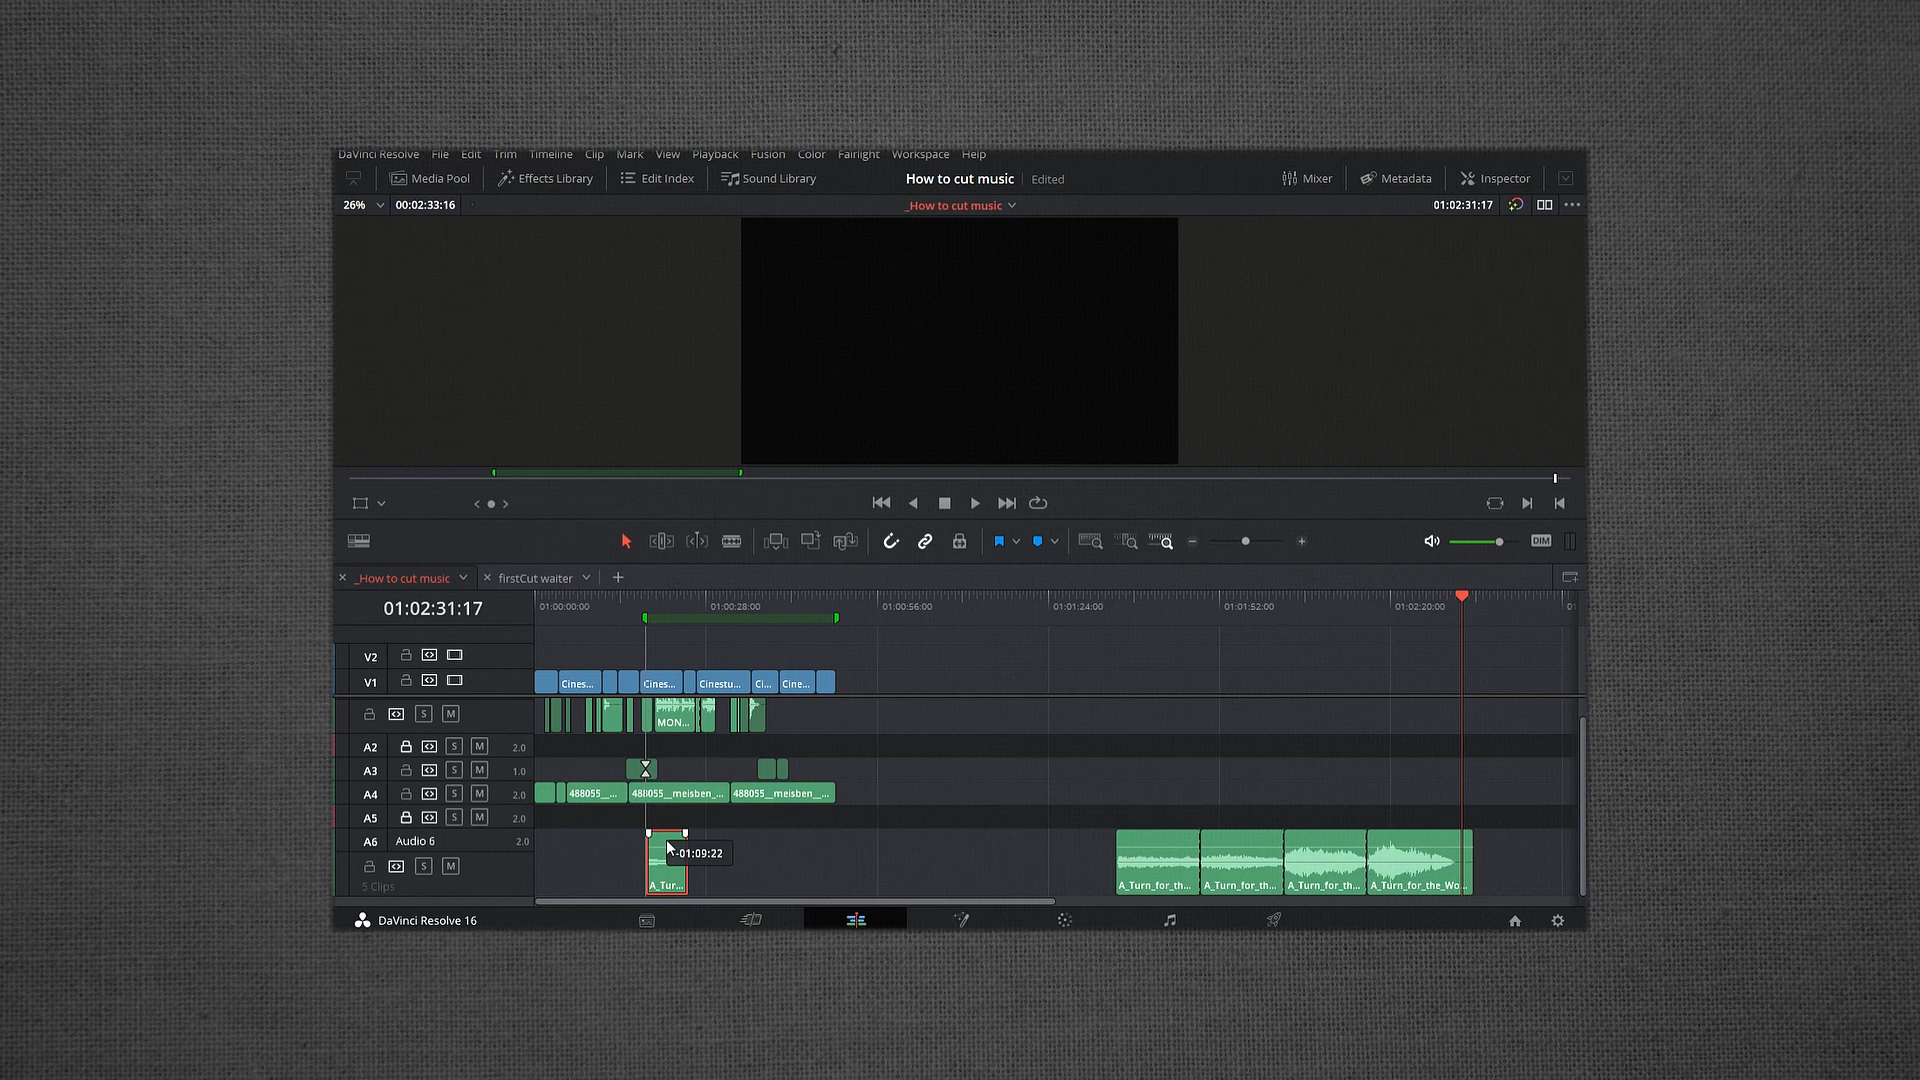 DaVinci Resolve File Edit Trim Timeline Clip Mark View Playback Fusion Color Fairlight Workspace Help
Media Pool Effects Library Edit Index Sound Library How to cut music Edited Mixer Metadata Inspector
26% 00:02:33:16 _How to cut music 01:02:31:17
DIM
_How to cut music firstCut waiter
01:02:31:17 01:00:00:00 01:00:28:00 01:00:56:00 01:01:24:00 01:01:52:00 01:02:20:00 01
V2
V1 Cines... Cines... Cinestu... Ci... Cine...
S M MON...
A2 S M 2.0
A3 S M 1.0
A4 S M 2.0 488055__... 488055__meisben_... 488055__meisben__...
A5 S M 2.0
A6 Audio 6 2.0
-01:09:22
S M
5 Clips A_Tur... A_Turn_for_th... A_Turn_for_th... A_Turn_for_th... A_Turn_for_the_Wo...
DaVinci Resolve 16